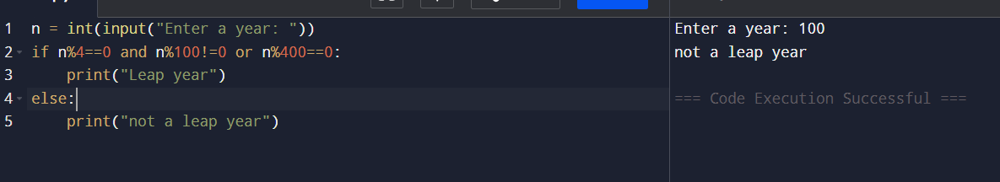 1 n = int(input("Enter a year: "))
2 if n%4==0 and n%100!=0 or n%400==0:
3     print("Leap year")
4 else:
5     print("not a leap year")
Enter a year: 100
not a leap year
=== Code Execution Successful ===